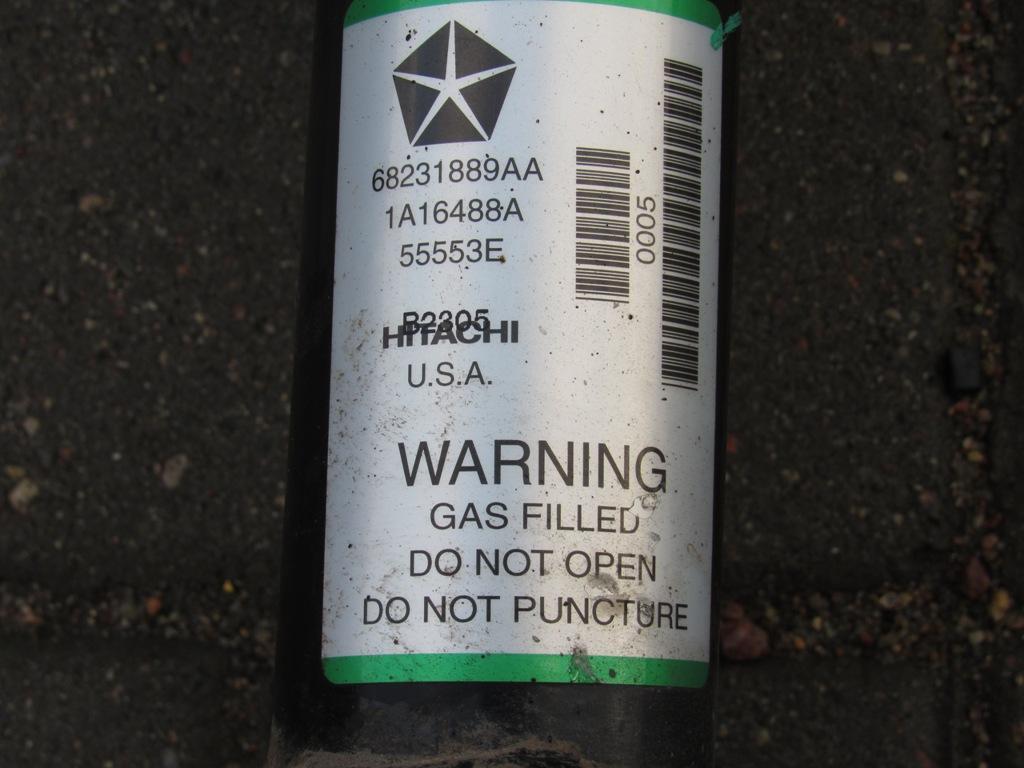 68231889AA
1A16488A
55553E
B2305
HITACHI
U.S.A.
0005
WARNING
GAS FILLED
DO NOT OPEN
DO NOT PUNCTURE